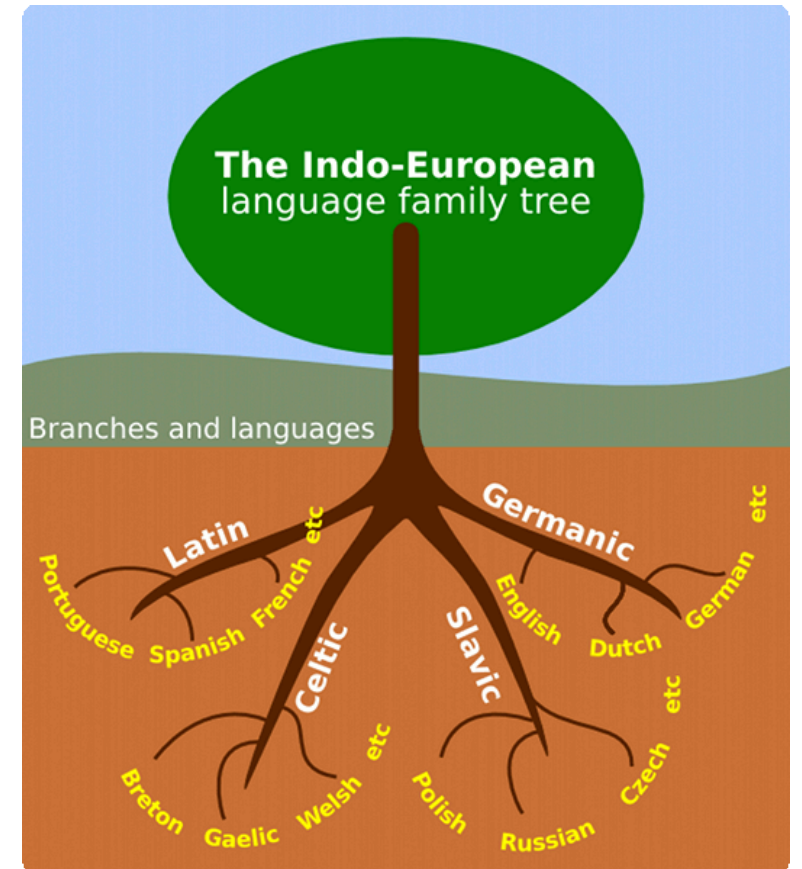 The Indo-European
language family tree
Branches and languages
Latin
Portuguese
Spanish
French
etc
Celtic
Breton
Gaelic
Welsh
etc
Slavic
Polish
Russian
Czech
etc
Germanic
English
Dutch
German
etc